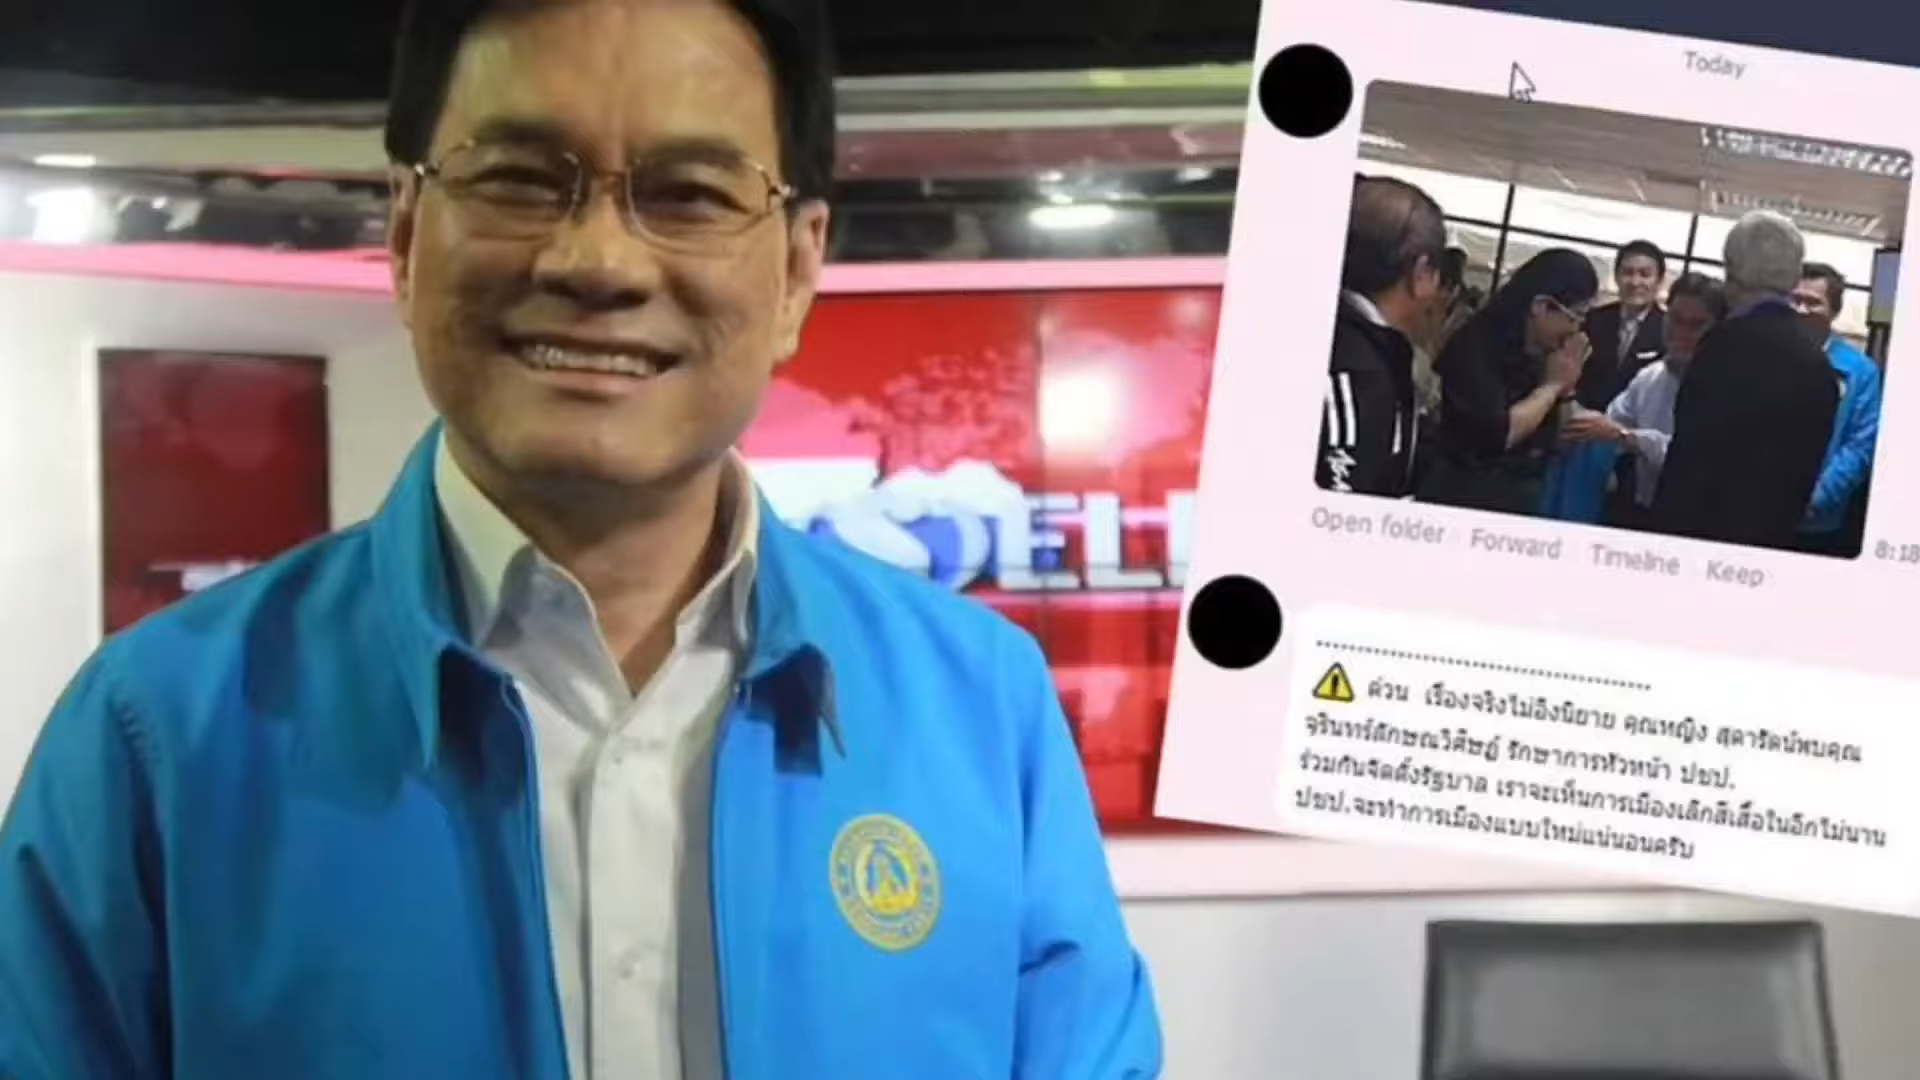 Today
Open folder Forward Timeline Keep
8:18
ด่วน เรื่องจริงไม่อิงนิยาย คุณหญิง สุดารัตน์พบคุณ
จุรินทร์ลักษณวิศิษฏ์ รักษาการหัวหน้า ปชป.
ร่วมกันจัดตั้งรัฐบาล เราจะเห็นการเมืองเลิกสีเสื้อในอีกไม่นาน
ปชป.จะทำการเมืองแบบใหม่แน่นอนครับ